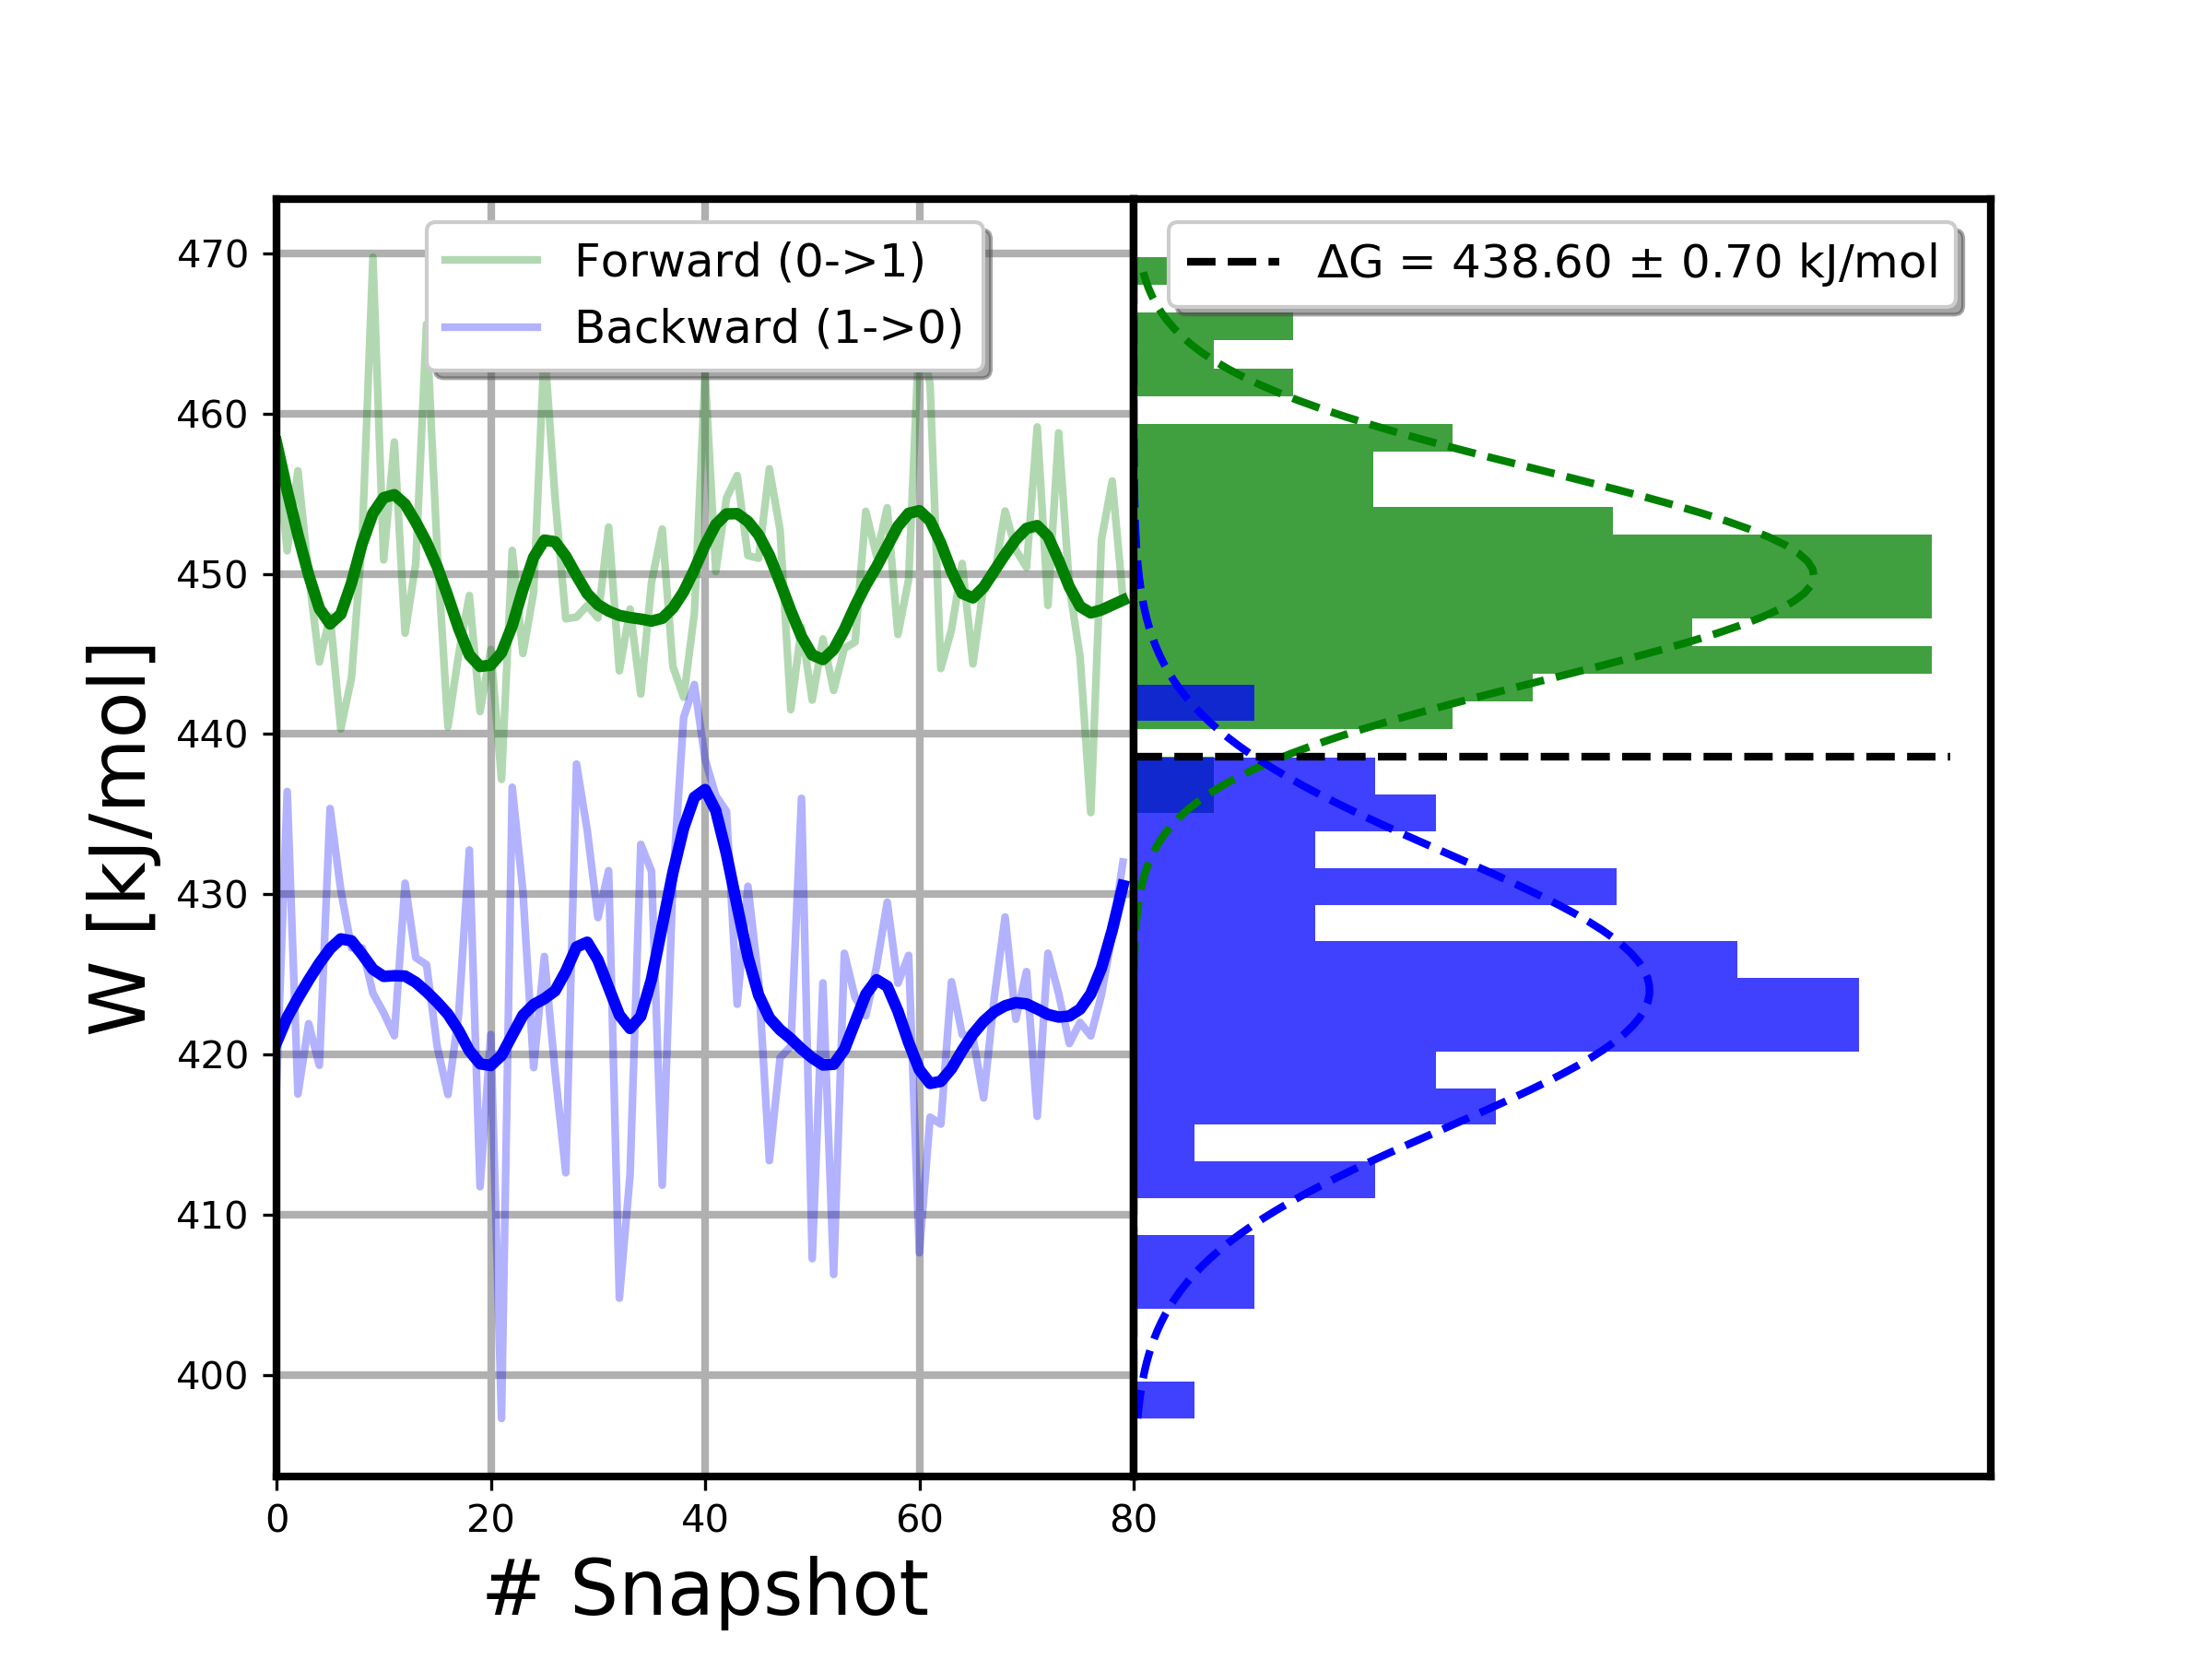 Forward (0->1)
Backward (1->0)
ΔG = 438.60 ± 0.70 kJ/mol
W [kJ/mol]
470
460
450
440
430
420
410
400
0 20 40 60 80
# Snapshot